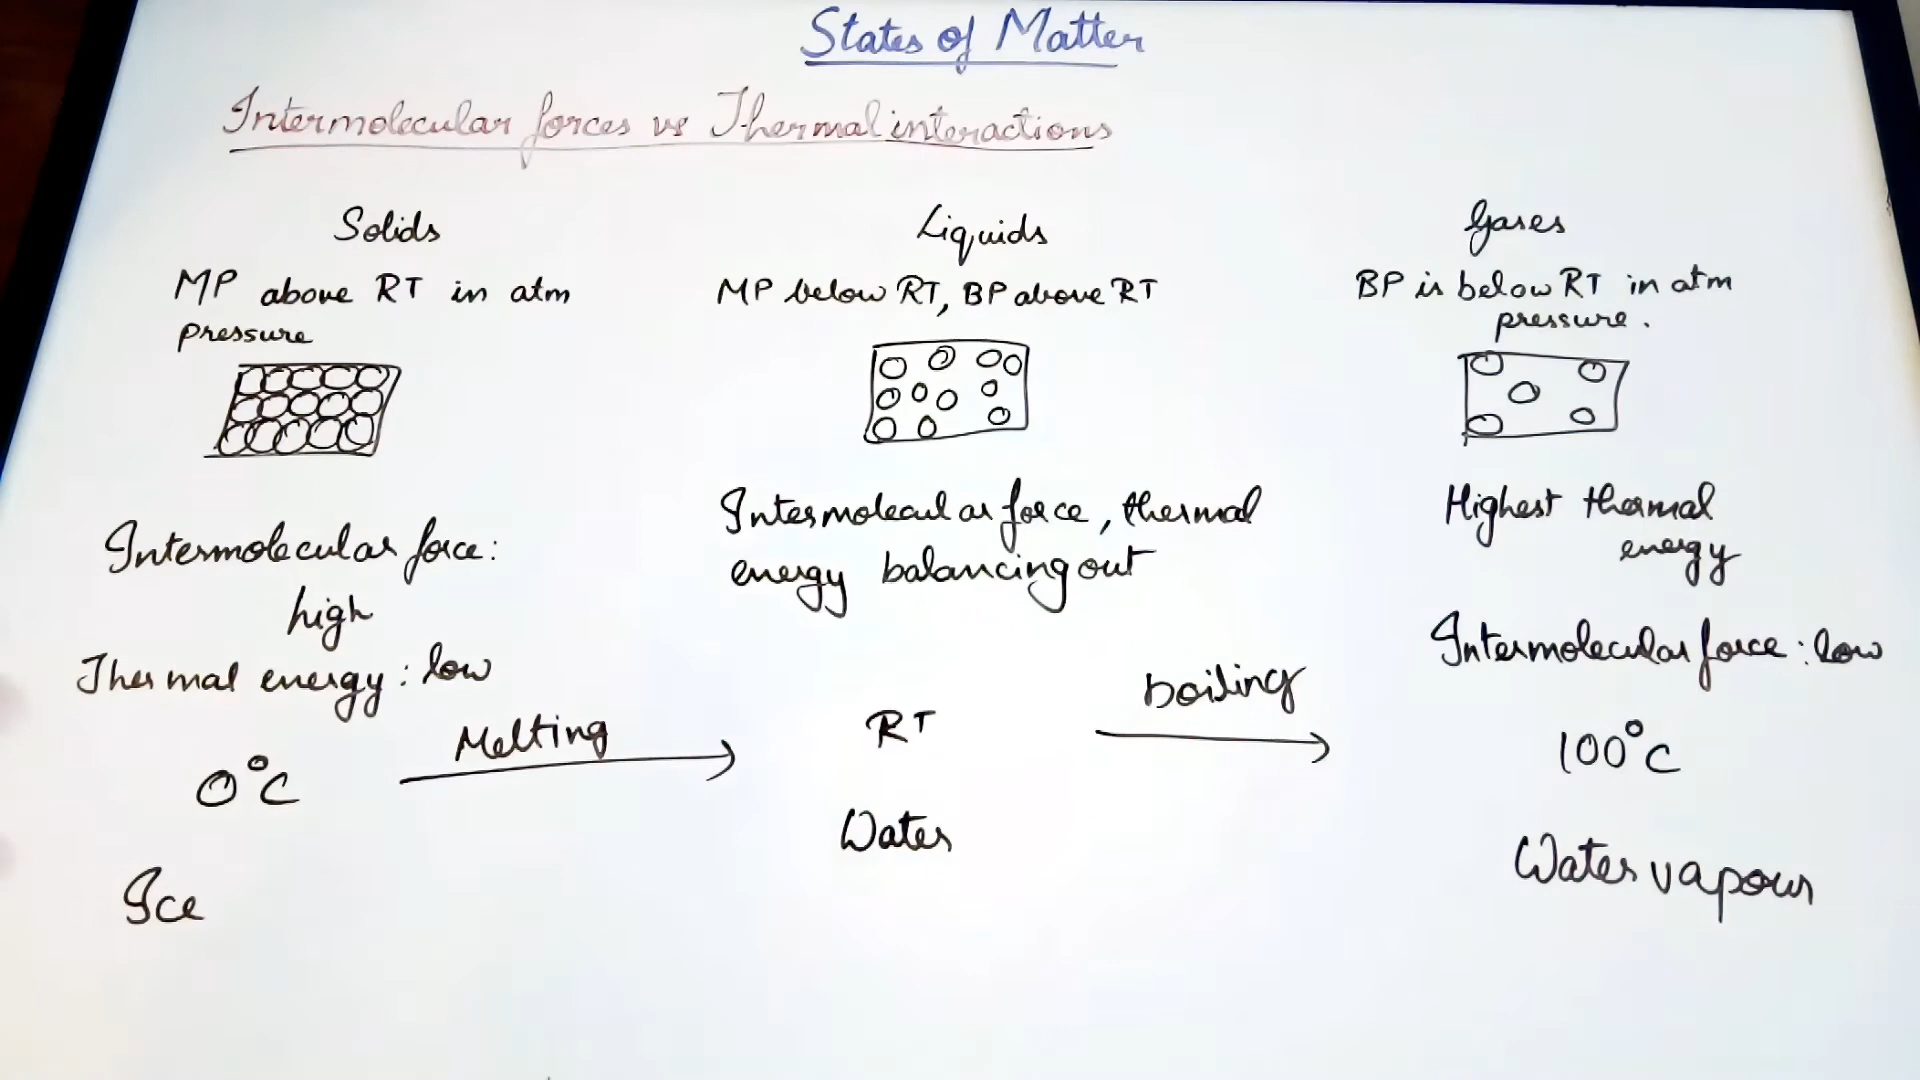 States of Matter
Intermolecular forces vs Thermal interactions
Solids
MP above RT in atm
pressure
Intermolecular force:
high
Thermal energy: low
0°C
Ice
Melting
Liquids
MP below RT, BP above RT
Intermolecular force, thermal
energy balancing out
RT
Water
boiling
Gases
BP is below RT in atm
pressure.
Highest thermal
energy
Intermolecular force: low
100°C
Water vapour